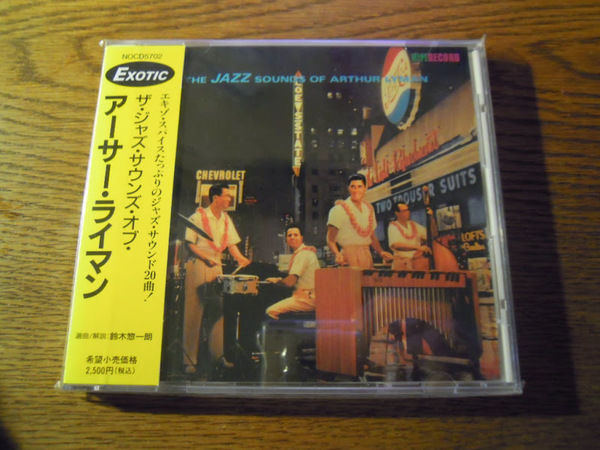 NOCD5702
EXOTIC
エキゾ・スパイスたっぷりのジャズ・サウンド20曲!
ザ・ジャズ・サウンズ・オブ・
アーサー・ライマン
選曲/解説:鈴木惣一朗
希望小売価格
2,500円(税込)
RECORD
THE JAZZ SOUNDS OF ARTHUR LYMAN
LOEWS STATE
CHEVROLET
TWO TROUSER SUITS
LOFTS